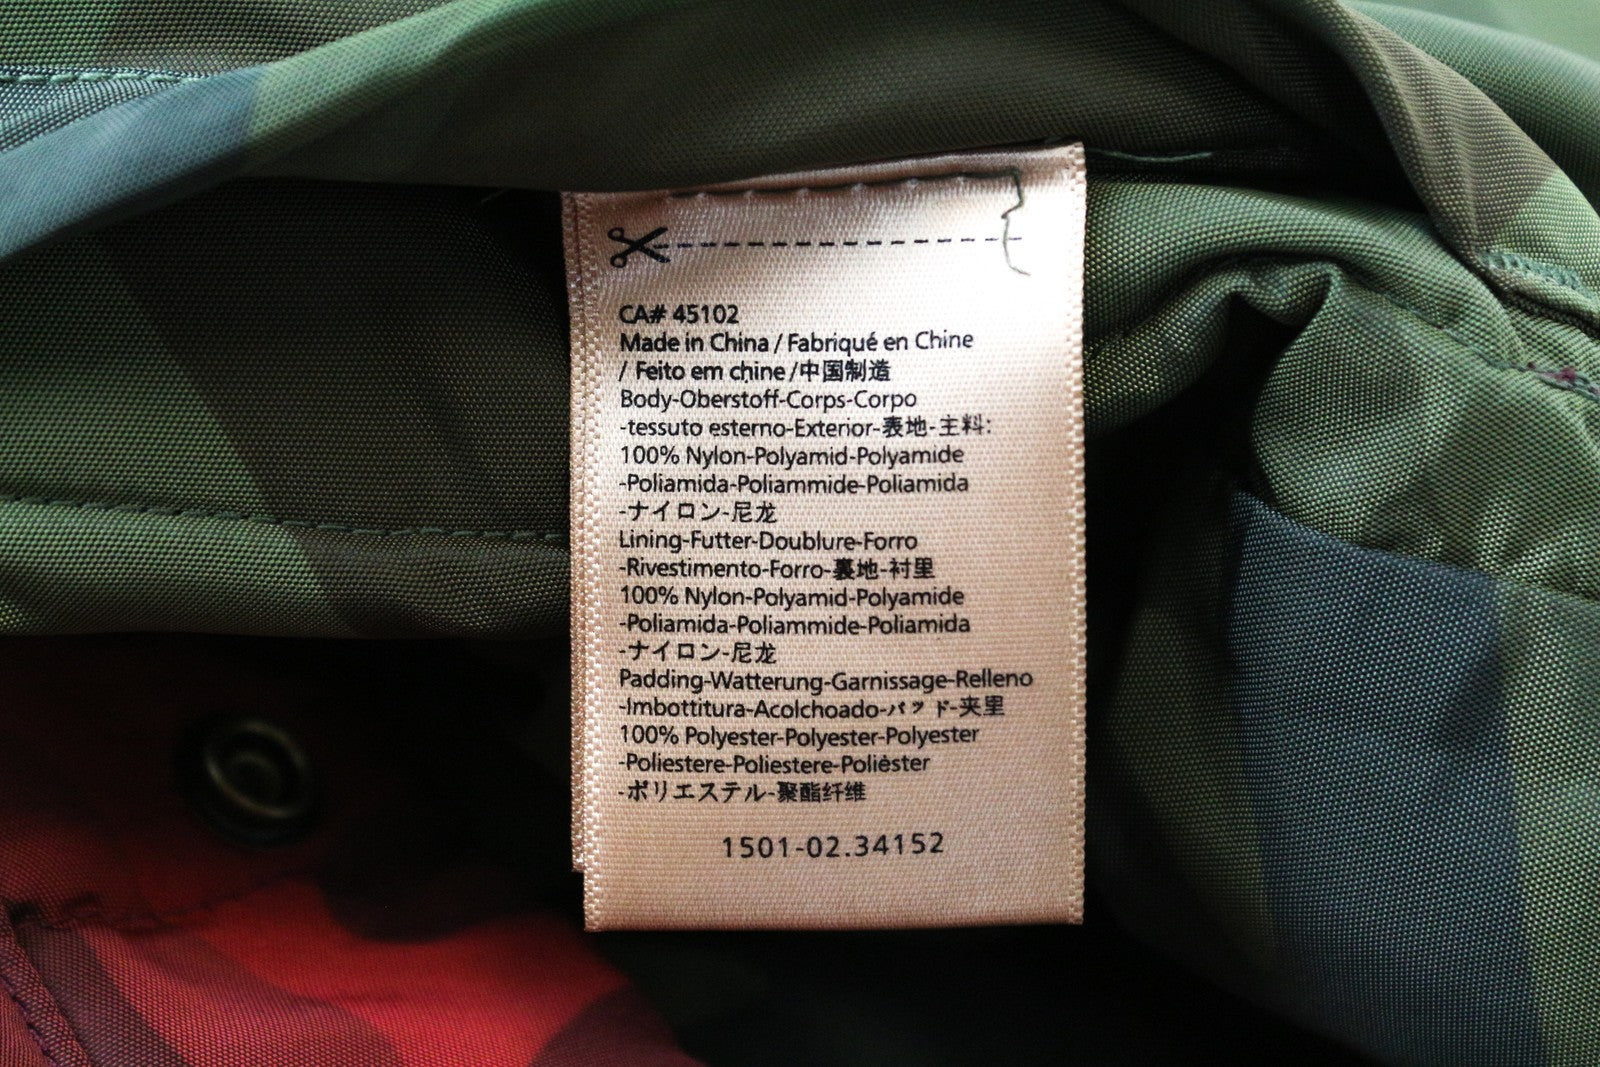 CA# 45102
Made in China / Fabriqué en Chine
/ Feito em chine /中国制造
Body-Oberstoff-Corps-Corpo
-tessuto esterno-Exterior-表地-主料:
100% Nylon-Polyamid-Polyamide
-Poliamida-Poliammide-Poliamida
-ナイロン-尼龙
Lining-Futter-Doublure-Forro
-Rivestimento-Forro-裏地-衬里
100% Nylon-Polyamid-Polyamide
-Poliamida-Poliammide-Poliamida
-ナイロン-尼龙
Padding-Watterung-Garnissage-Relleno
-Imbottitura-Acolchoado-パッド-夹里
100% Polyester-Polyester-Polyester
-Poliestere-Poliestere-Poliéster
-ポリエステル-聚酯纤维
1501-02.34152